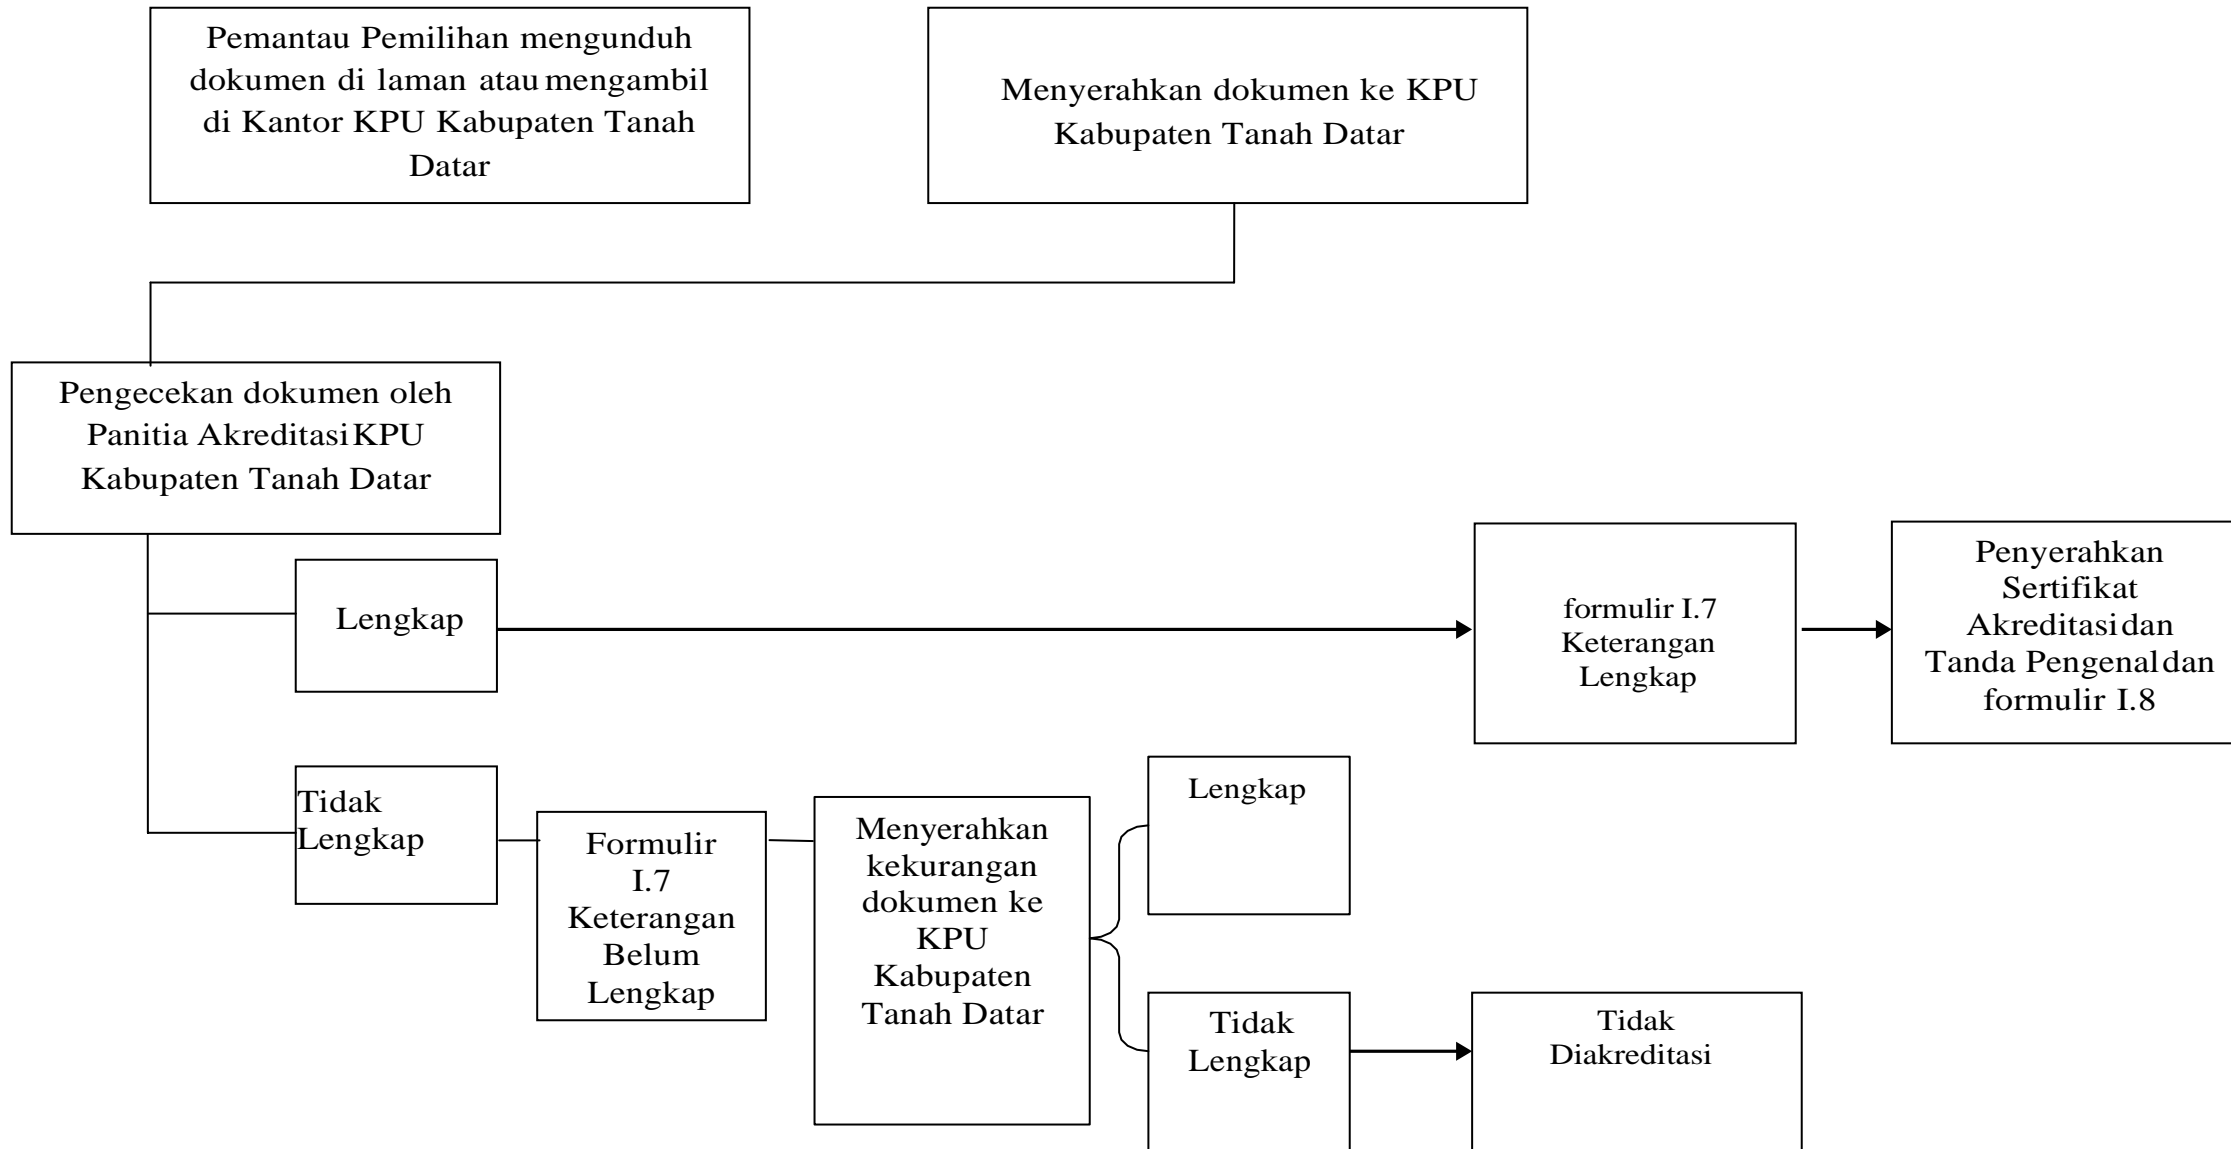 Pemantau Pemilihan mengunduh
dokumen di laman atau mengambil
di Kantor KPU Kabupaten Tanah
Datar
Menyerahkan dokumen ke KPU
Kabupaten Tanah Datar
Pengecekan dokumen oleh
Panitia Akreditasi KPU
Kabupaten Tanah Datar
Lengkap
formulir I.7
Keterangan
Lengkap
Penyerahkan
Sertifikat
Akreditasi dan
Tanda Pengenal dan
formulir I.8
Tidak
Lengkap
Formulir
I.7
Keterangan
Belum
Lengkap
Menyerahkan
kekurangan
dokumen ke
KPU
Kabupaten
Tanah Datar
Lengkap
Tidak
Lengkap
Tidak
Diakreditasi